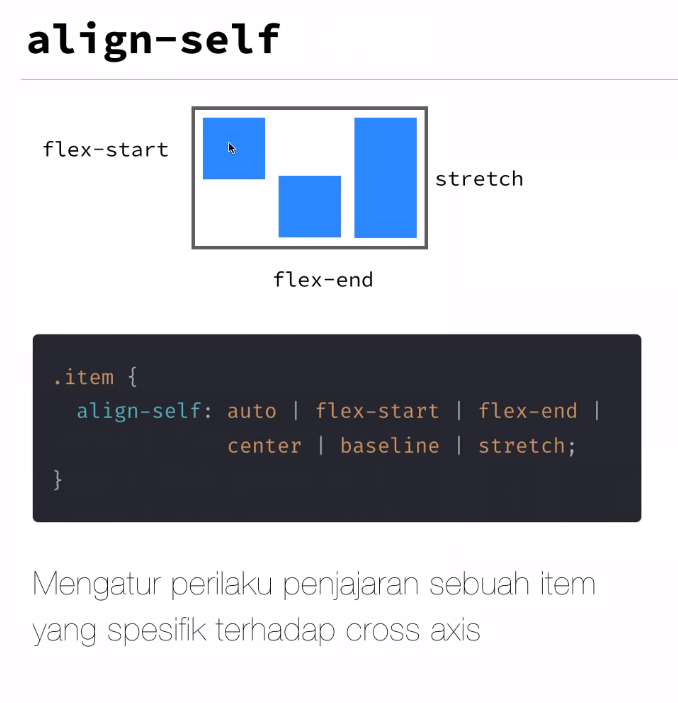 align-self
flex-start
stretch
flex-end
.item {
align-self: auto | flex-start | flex-end |
center | baseline | stretch;
}
Mengatur perilaku penjajaran sebuah item
yang spesifik terhadap cross axis